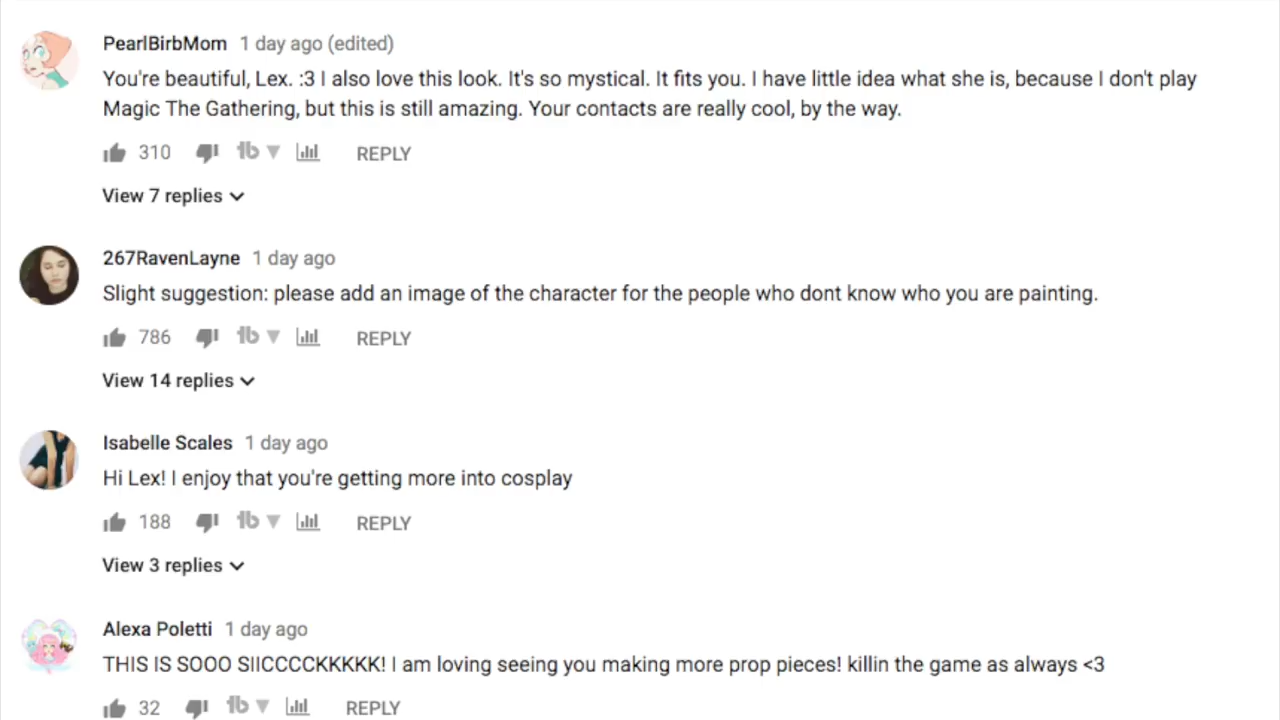 PearlBirbMom 1 day ago (edited)
You're beautiful, Lex. :3 I also love this look. It's so mystical. It fits you. I have little idea what she is, because I don't play
Magic The Gathering, but this is still amazing. Your contacts are really cool, by the way.
310 tb REPLY
View 7 replies
267RavenLayne 1 day ago
Slight suggestion: please add an image of the character for the people who dont know who you are painting.
786 tb REPLY
View 14 replies
Isabelle Scales 1 day ago
Hi Lex! I enjoy that you're getting more into cosplay
188 tb REPLY
View 3 replies
Alexa Poletti 1 day ago
THIS IS SOOO SIICCCCKKKKK! I am loving seeing you making more prop pieces! killin the game as always <3
32 tb REPLY